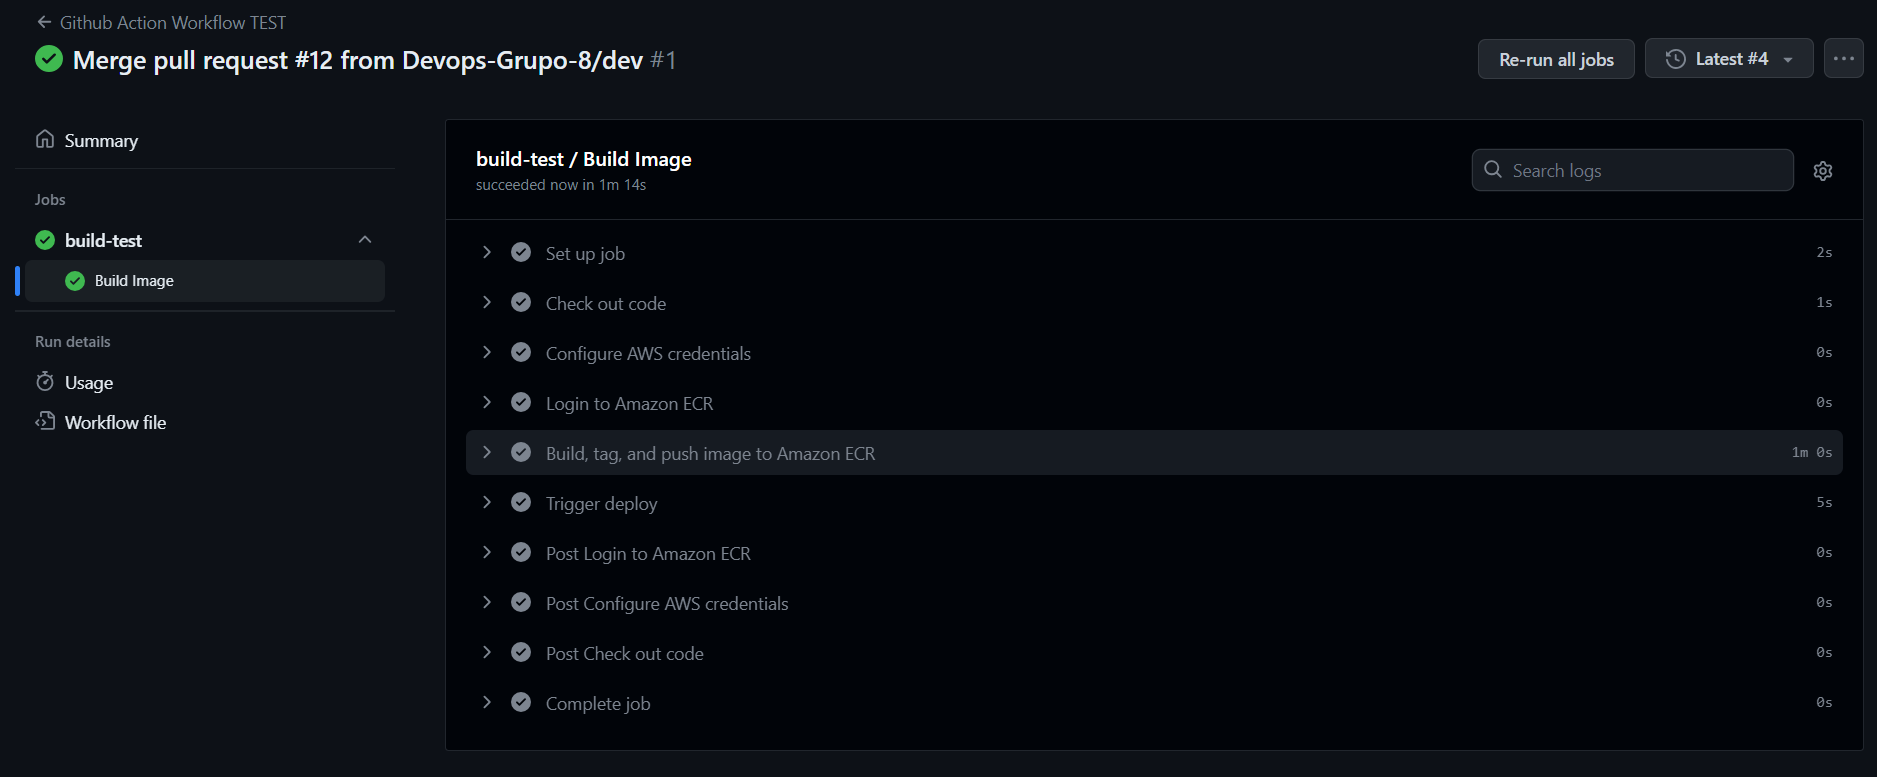 Github Action Workflow TEST
Merge pull request #12 from Devops-Grupo-8/dev #1
Re-run all jobs
Latest #4
Summary
Jobs
build-test
Build Image
Run details
Usage
Workflow file
build-test / Build Image
succeeded now in 1m 14s
Search logs
Set up job 2s
Check out code 1s
Configure AWS credentials 0s
Login to Amazon ECR 0s
Build, tag, and push image to Amazon ECR 1m 0s
Trigger deploy 5s
Post Login to Amazon ECR 0s
Post Configure AWS credentials 0s
Post Check out code 0s
Complete job 0s